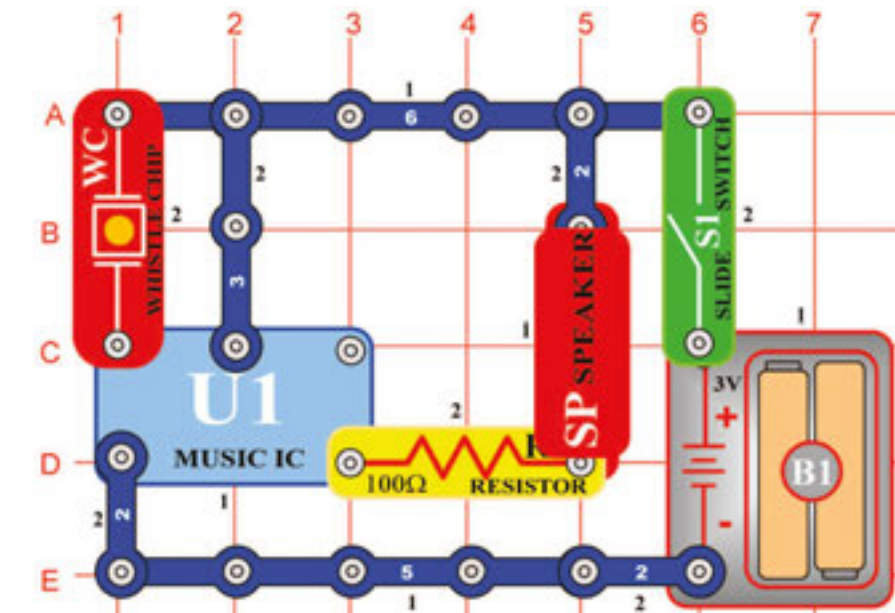 1 2 3 4 5 6 7
A
1
6
WC
WHISTLE CHIP
2
2
2
S1
SLIDE SWITCH
2
B
2
3
SP SPEAKER
1
1
C
U1
MUSIC IC
3V
+
B1
-
2
R
100Ω RESISTOR
D
2
2
1
E
5
2
1
2